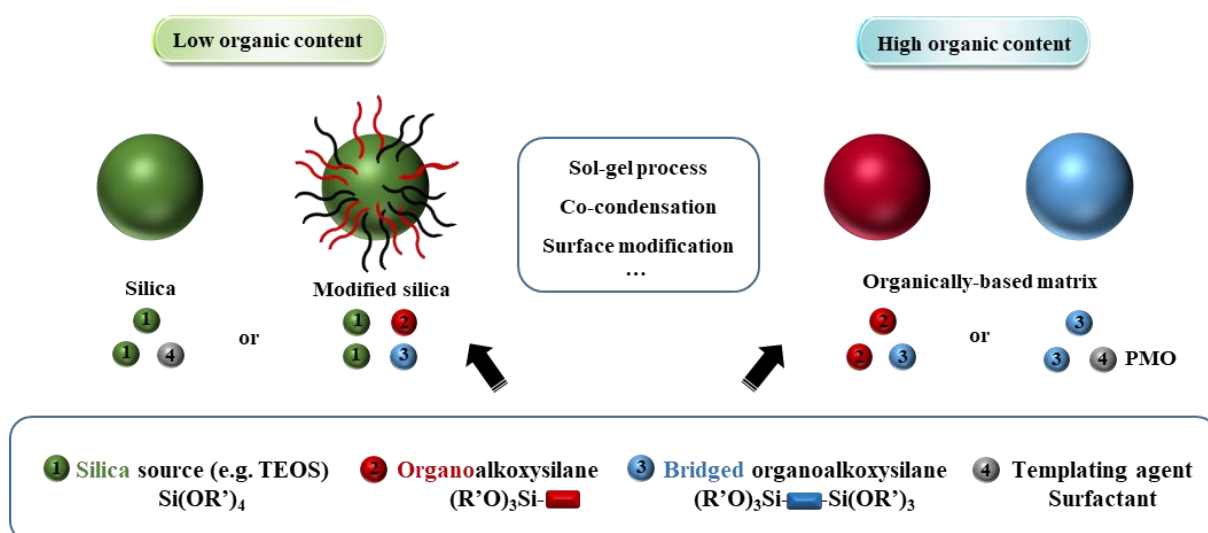 Low organic content
High organic content
Sol-gel process
Co-condensation
Surface modification
…
Silica
Modified silica
Organically-based matrix
1
1 4
or
1 2
1 3
2
2 3
or
3
3 4 PMO
1 Silica source (e.g. TEOS)
Si(OR’)4
2 Organoalkoxysilane
(R’O)3Si-
3 Bridged organoalkoxysilane
(R’O)3Si- -Si(OR’)3
4 Templating agent
Surfactant